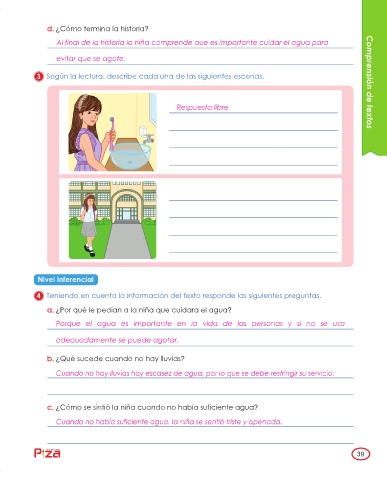 d. ¿Cómo termina la historia?
Al final de la historia la niña comprende que es importante cuidar el agua para
evitar que se agote.
Comprensión de textos
3 Según la lectura, describe cada una de las siguientes escenas.
Respuesta libre
Nivel Inferencial
4 Teniendo en cuenta la información del texto responde las siguientes preguntas.
a. ¿Por qué le pedían a la niña que cuidara el agua?
Porque el agua es importante en la vida de las personas y si no se usa
adecuadamente se puede agotar.
b. ¿Qué sucede cuando no hay lluvias?
Cuando no hay lluvias hay escasez de agua, por lo que se debe restringir su servicio.
c. ¿Cómo se sintió la niña cuando no había suficiente agua?
Cuando no había suficiente agua, la niña se sintió triste y apenada.
39